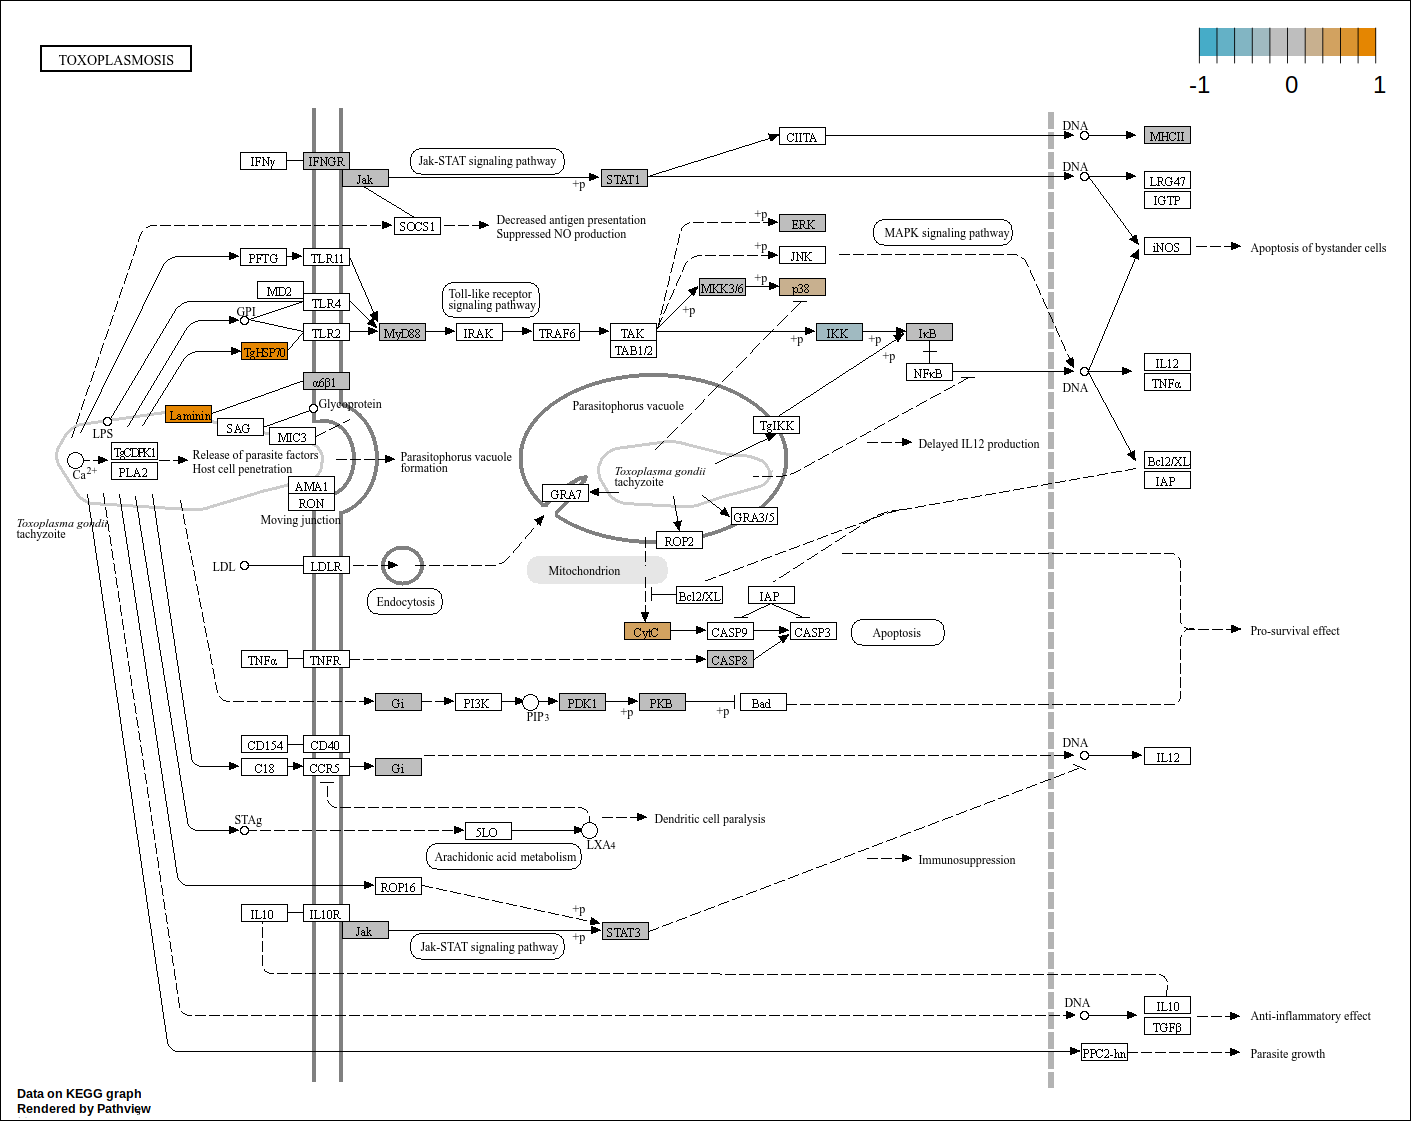 TOXOPLASMOSIS
-1 0 1
DNA
CIITA
MHCII
IFNγ
IFNGR
Jak-STAT signaling pathway
DNA
Jak
+p
STAT1
LRG47
IGTP
SOCS1
Decreased antigen presentation
Suppressed NO production
+p
ERK
MAPK signaling pathway
iNOS
Apoptosis of bystander cells
PFTG
TLR11
+p
JNK
MD2
TLR4
Toll-like receptor
signaling pathway
MKK3/6
+p
p38
GPI
+p
TLR2
MyD88
IRAK
TRAF6
TAK
TAB1/2
+p
IKK
+p
IκB
TgHSP70
NFκB
IL12
TNFα
DNA
α6β1
Glycoprotein
Laminin
SAG
MIC3
LPS
Parasitophorus vacuole
TgIKK
Delayed IL12 production
TgCDPK1
PLA2
Ca2+
Release of parasite factors
Host cell penetration
Parasitophorus vacuole
formation
Toxoplasma gondii
tachyzoite
Bcl2/XL
IAP
AMA1
RON
Moving junction
GRA7
GRA3/5
ROP2
Toxoplasma gondii
tachyzoite
LDL
LDLR
Mitochondrion
Endocytosis
Bcl2/XL
IAP
CytC
CASP9
CASP3
Apoptosis
Pro-survival effect
TNFα
TNFR
CASP8
Gi
PI3K
PIP3
PDK1
+p
PKB
+p
Bad
CD154
CD40
C18
CCR5
Gi
DNA
IL12
STAg
5LO
LXA4
Dendritic cell paralysis
Arachidonic acid metabolism
Immunosuppression
ROP16
IL10
IL10R
Jak
+p
+p
STAT3
Jak-STAT signaling pathway
DNA
IL10
TGFβ
Anti-inflammatory effect
PPC2-hn
Parasite growth
Data on KEGG graph
Rendered by Pathview